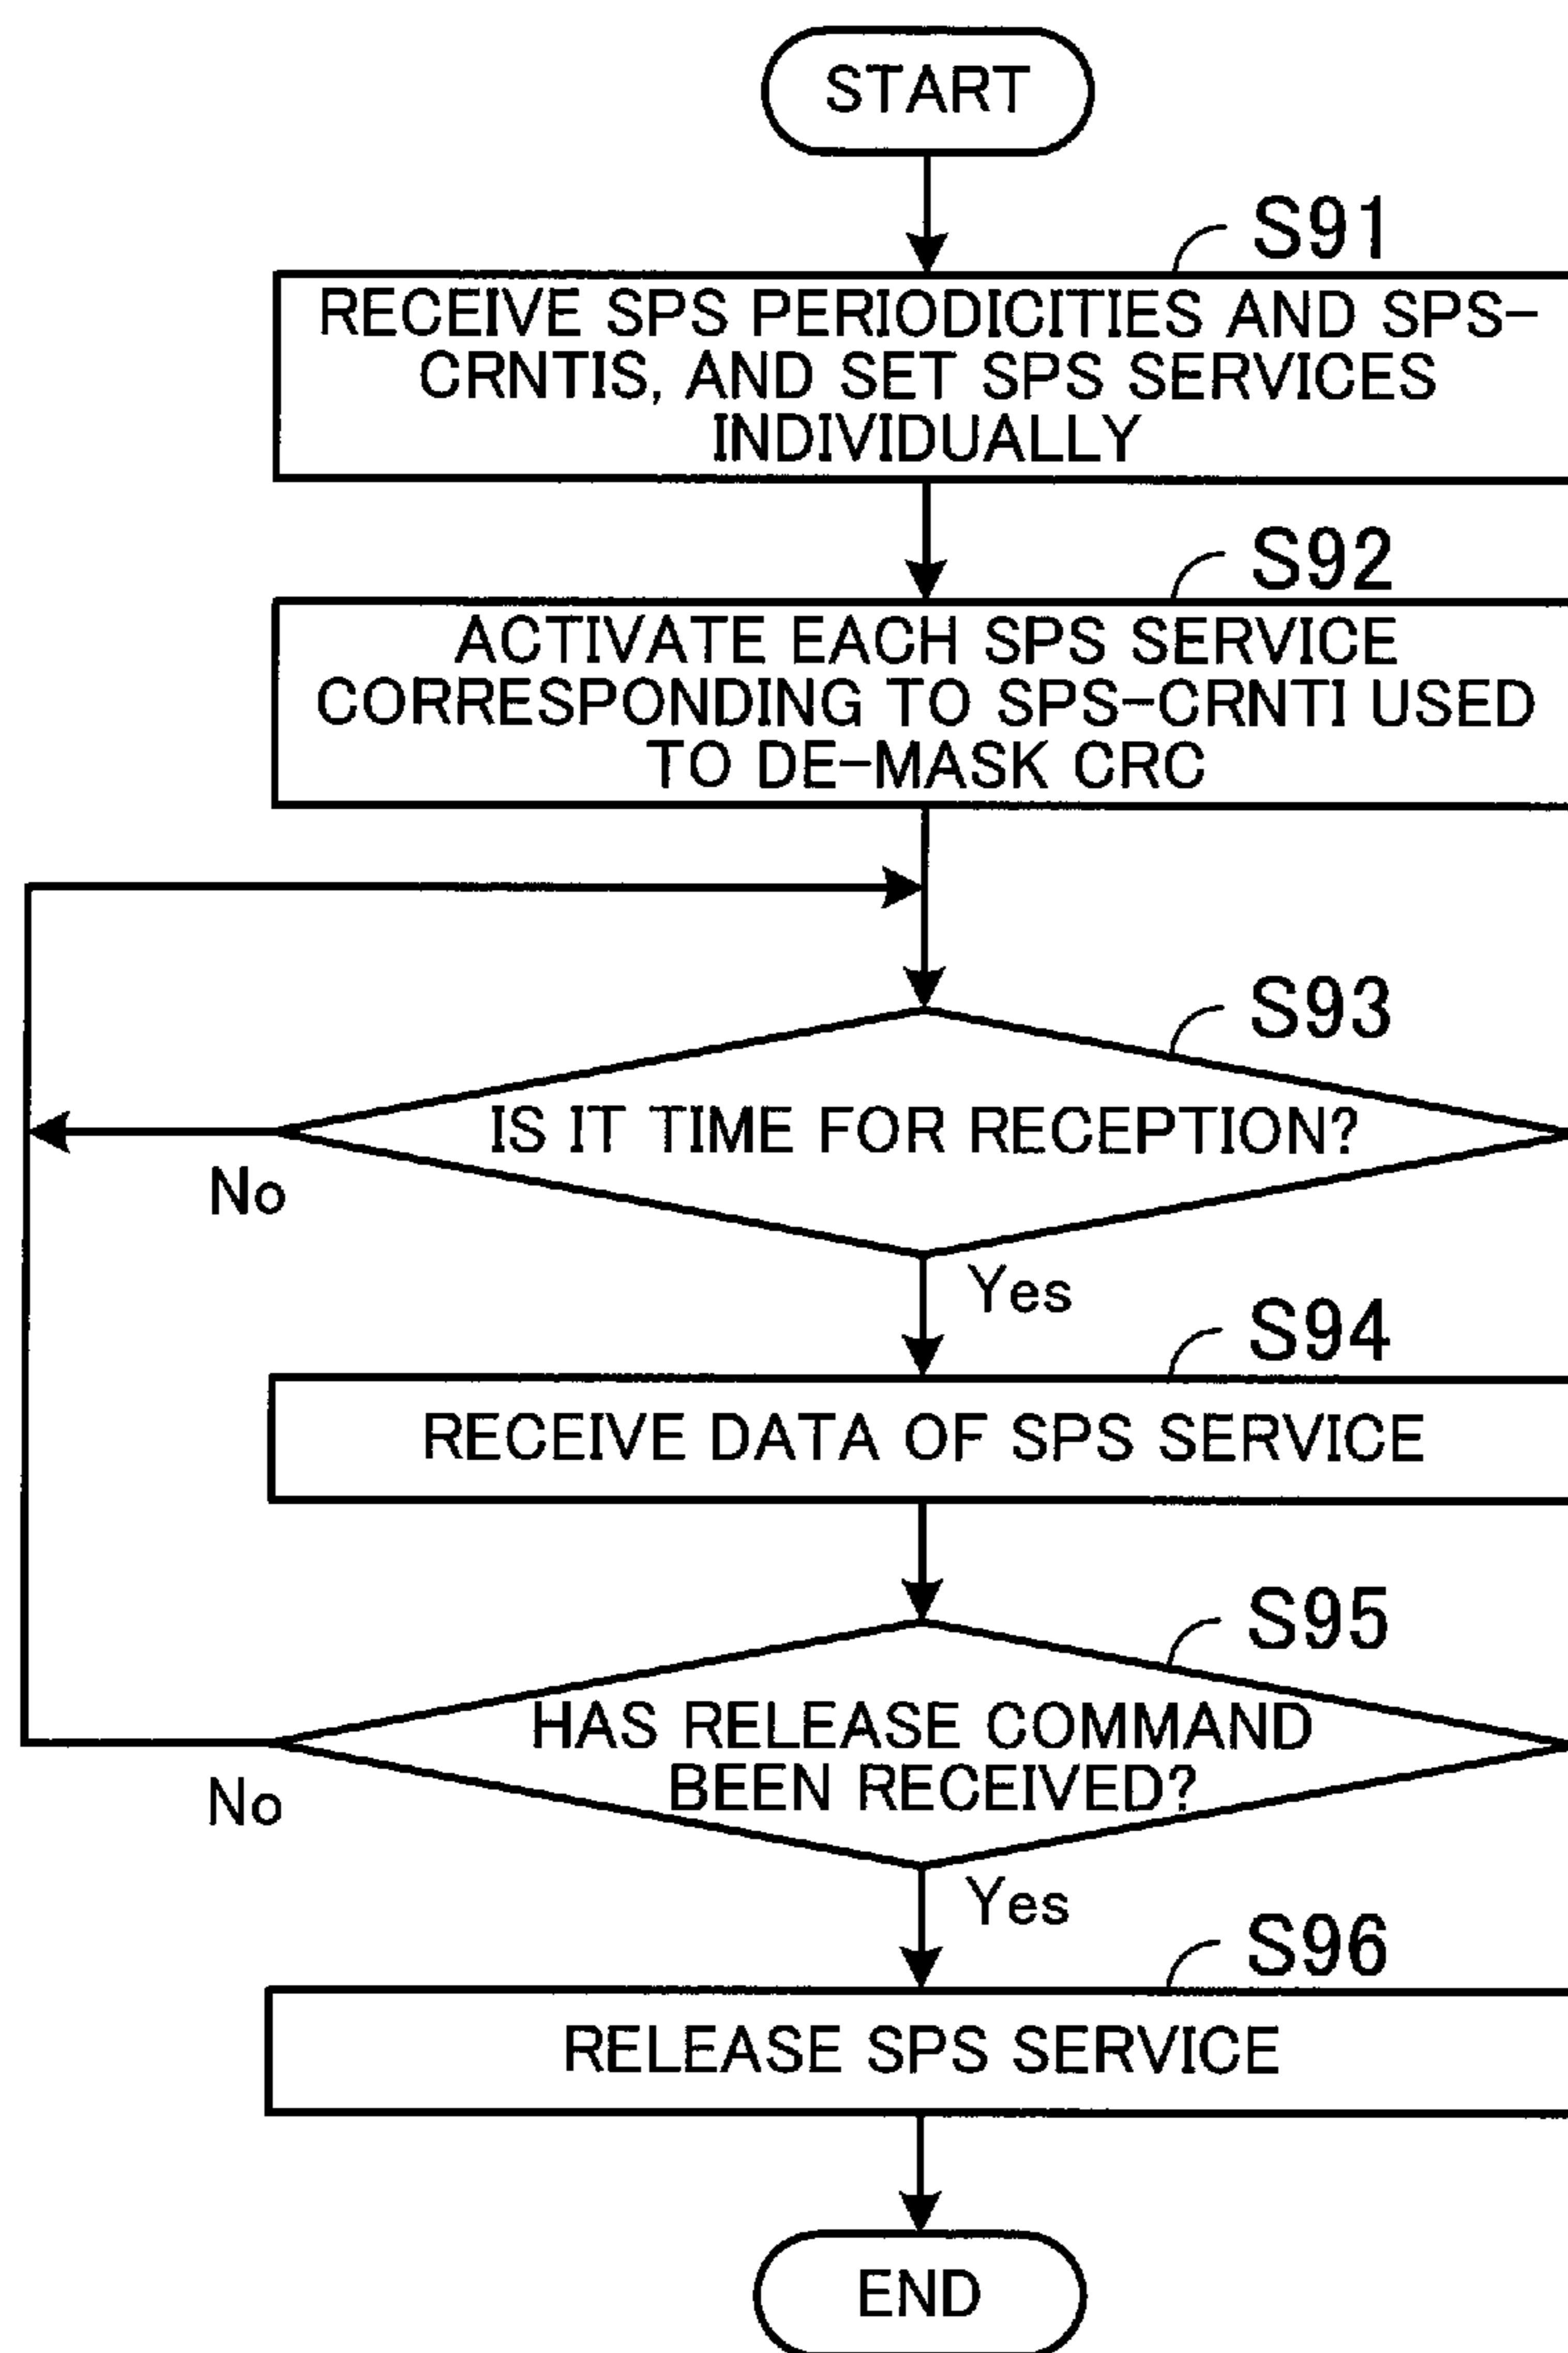 START
S91
RECEIVE SPS PERIODICITIES AND SPS-
CRNTIS, AND SET SPS SERVICES
INDIVIDUALLY
S92
ACTIVATE EACH SPS SERVICE
CORRESPONDING TO SPS-CRNTI USED
TO DE-MASK CRC
S93
IS IT TIME FOR RECEPTION?
No
Yes
S94
RECEIVE DATA OF SPS SERVICE
S95
HAS RELEASE COMMAND
BEEN RECEIVED?
No
Yes
S96
RELEASE SPS SERVICE
END